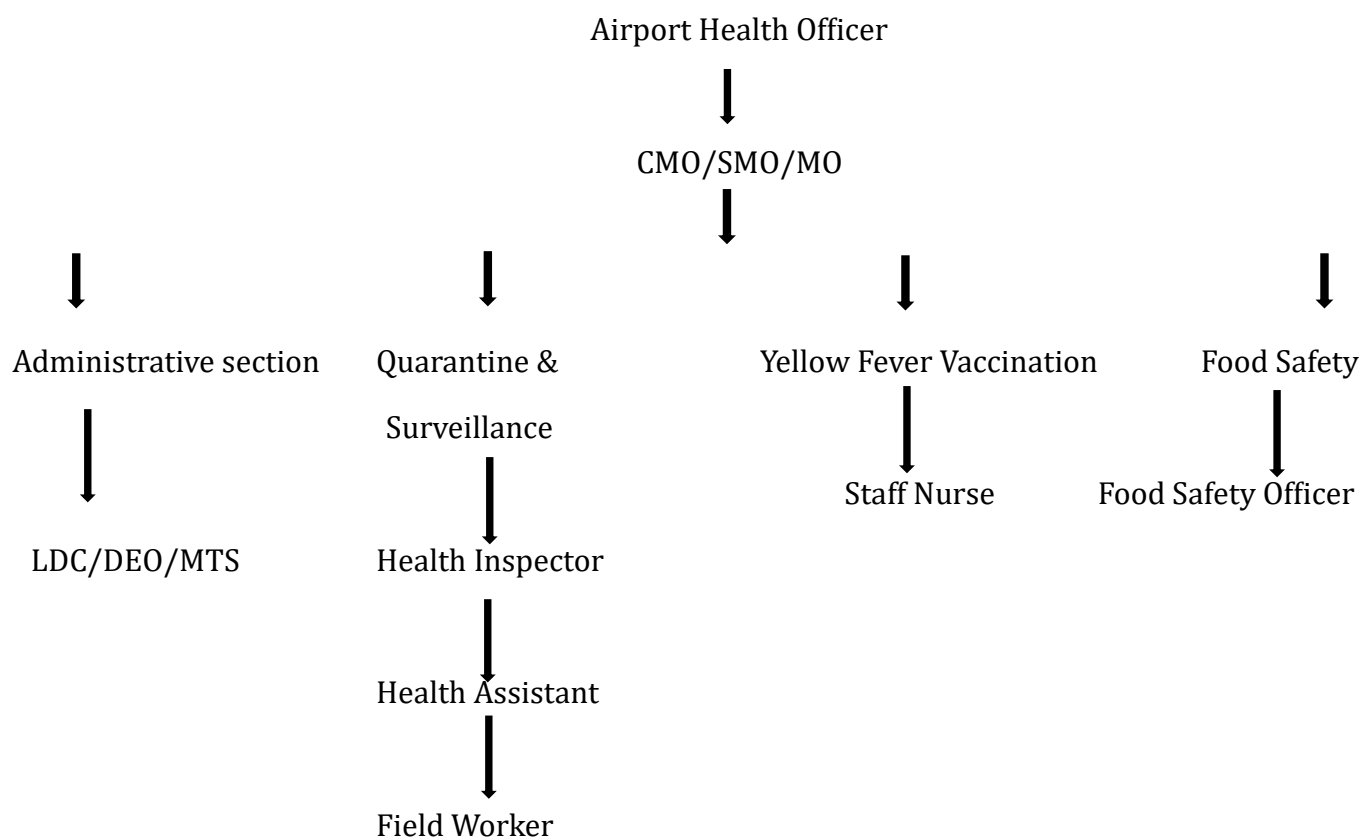 Airport Health Officer
CMO/SMO/MO
Administrative section
Quarantine &
Yellow Fever Vaccination
Food Safety
Surveillance
Staff Nurse
Food Safety Officer
LDC/DEO/MTS
Health Inspector
Health Assistant
Field Worker